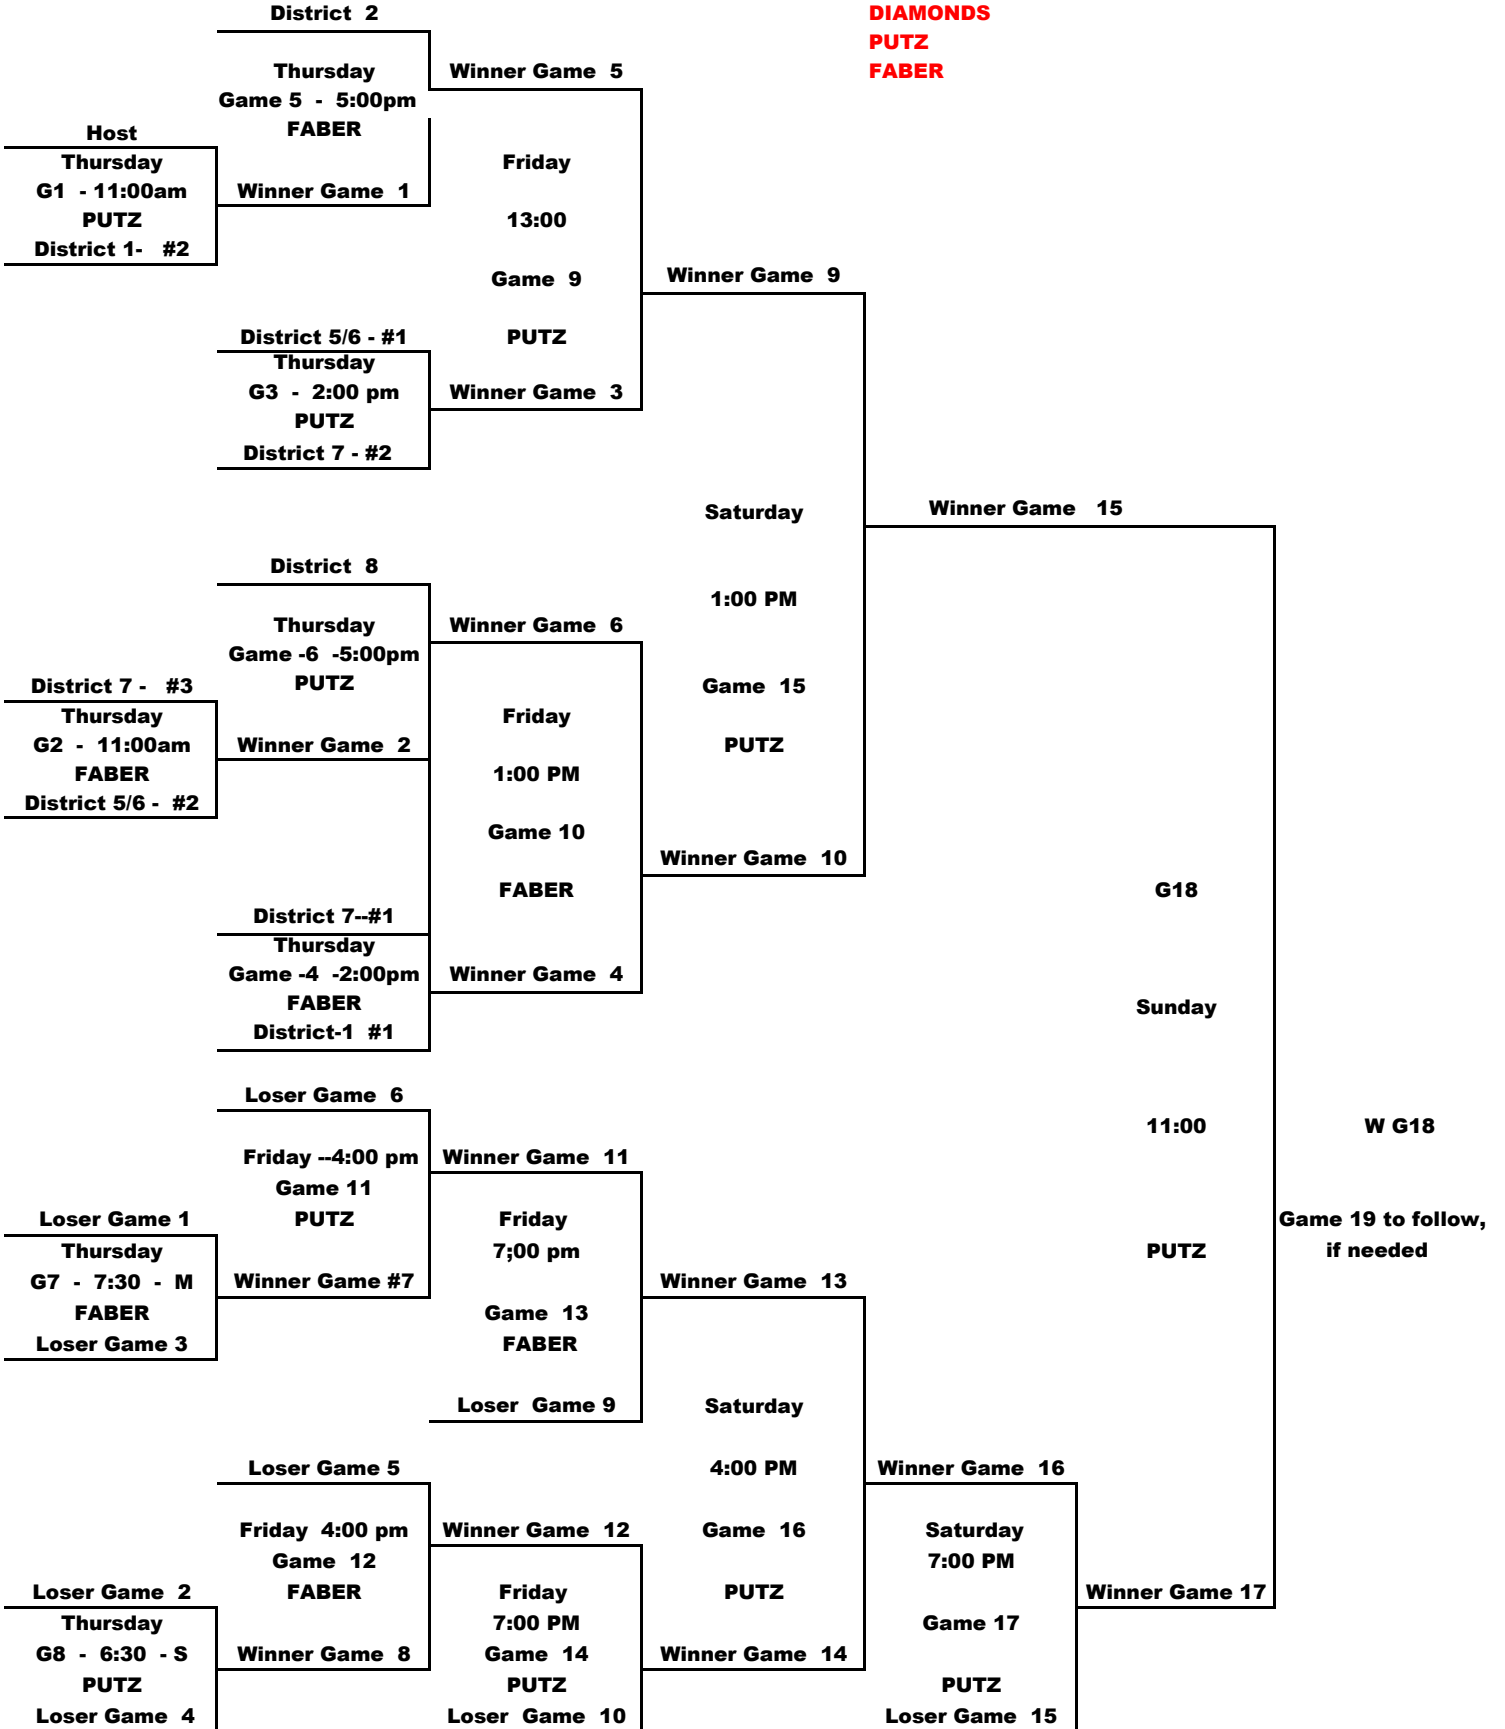 District 2
DIAMONDS
PUTZ
FABER
Thursday
Game 5 - 5:00pm
FABER
Winner Game 5
Host
Thursday
G1 - 11:00am
PUTZ
District 1- #2
Winner Game 1
Friday
13:00
Game 9
PUTZ
Winner Game 9
District 5/6 - #1
Thursday
G3 - 2:00 pm
PUTZ
District 7 - #2
Winner Game 3
Saturday
1:00 PM
Game 15
PUTZ
Winner Game 15
District 8
Thursday
Game -6 -5:00pm
PUTZ
Winner Game 6
District 7 - #3
Thursday
G2 - 11:00am
FABER
District 5/6 - #2
Winner Game 2
Friday
1:00 PM
Game 10
FABER
Winner Game 10
District 7--#1
Thursday
Game -4 -2:00pm
FABER
District-1 #1
Winner Game 4
G18
Sunday
11:00
PUTZ
W G18
Game 19 to follow,
if needed
Loser Game 6
Friday --4:00 pm
Game 11
PUTZ
Winner Game 11
Loser Game 1
Thursday
G7 - 7:30 - M
FABER
Loser Game 3
Winner Game #7
Friday
7;00 pm
Game 13
FABER
Loser Game 9
Winner Game 13
Saturday
4:00 PM
Game 16
PUTZ
Winner Game 16
Loser Game 5
Friday 4:00 pm
Game 12
FABER
Winner Game 12
Loser Game 2
Thursday
G8 - 6:30 - S
PUTZ
Loser Game 4
Winner Game 8
Friday
7:00 PM
Game 14
PUTZ
Loser Game 10
Winner Game 14
Saturday
7:00 PM
Game 17
PUTZ
Loser Game 15
Winner Game 17